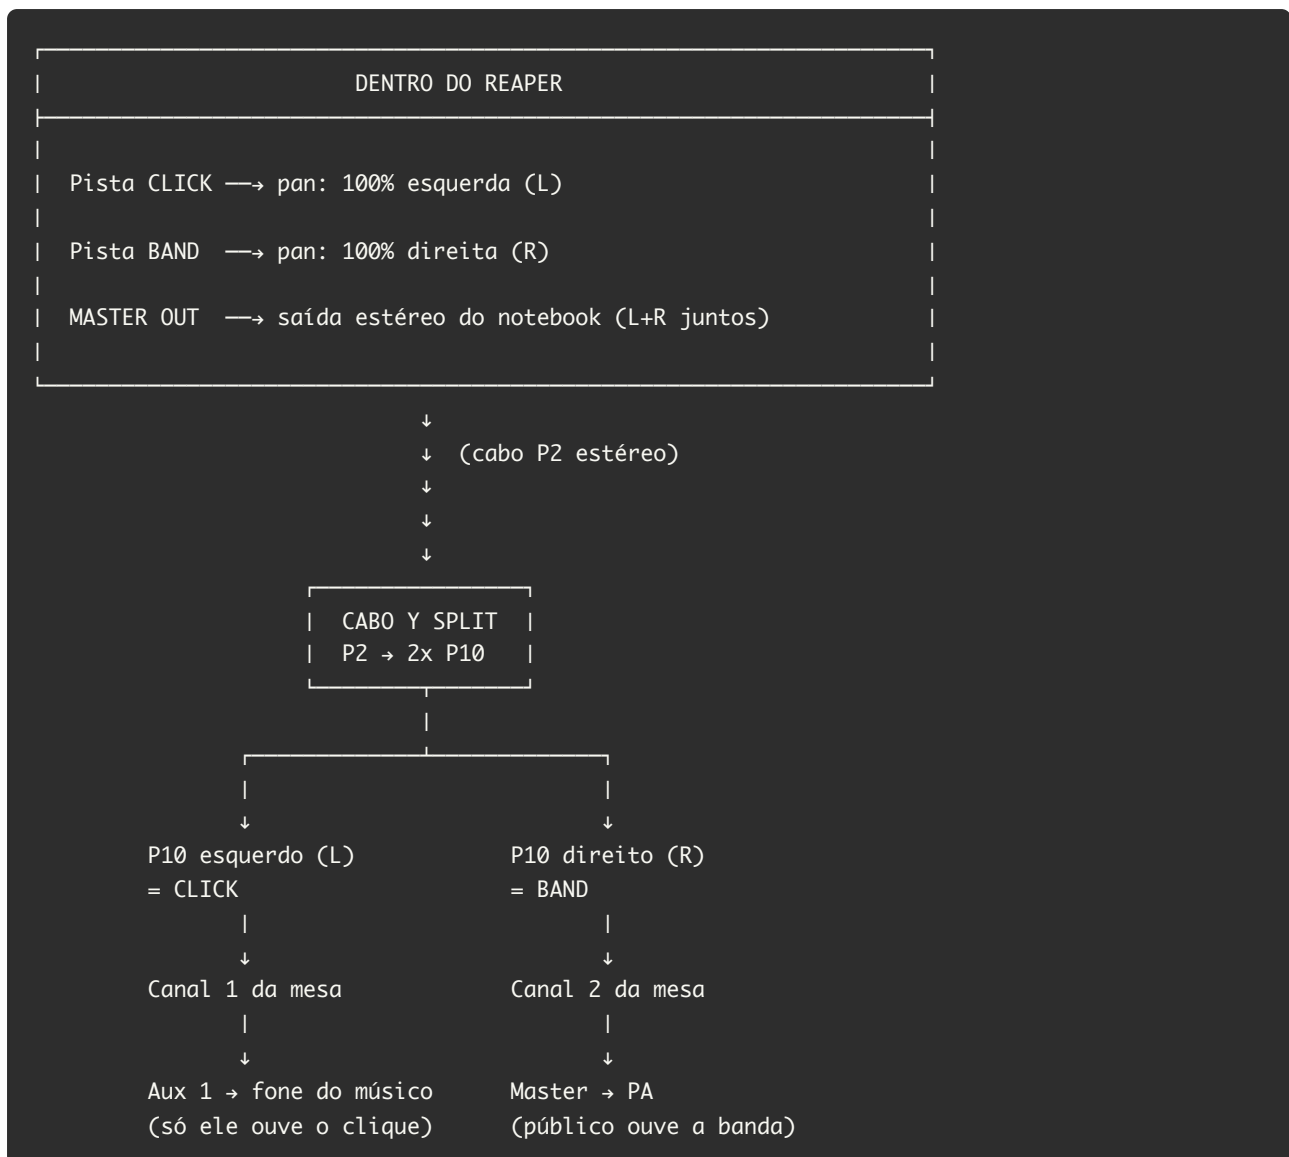 DENTRO DO REAPER
Pista CLICK ──→ pan: 100% esquerda (L)
Pista BAND ──→ pan: 100% direita (R)
MASTER OUT ──→ saída estéreo do notebook (L+R juntos)
(cabo P2 estéreo)
CABO Y SPLIT
P2 → 2x P10
P10 esquerdo (L) P10 direito (R)
= CLICK = BAND
Canal 1 da mesa Canal 2 da mesa
Aux 1 → fone do músico Master → PA
(só ele ouve o clique) (público ouve a banda)